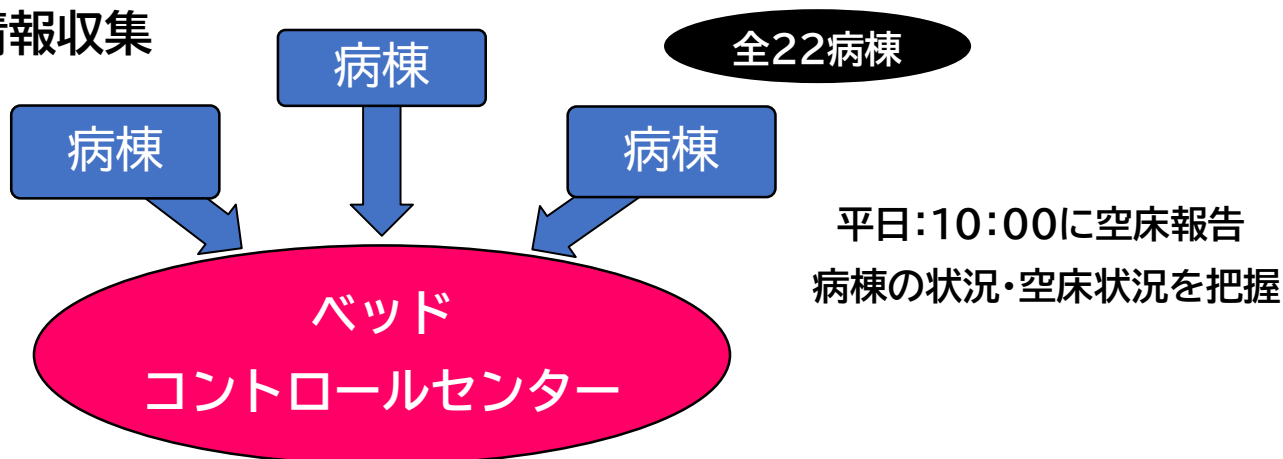 情報収集
全22病棟
病棟
病棟
病棟
平日:10:00に空床報告
病棟の状況・空床状況を把握
ベッド
コントロールセンター